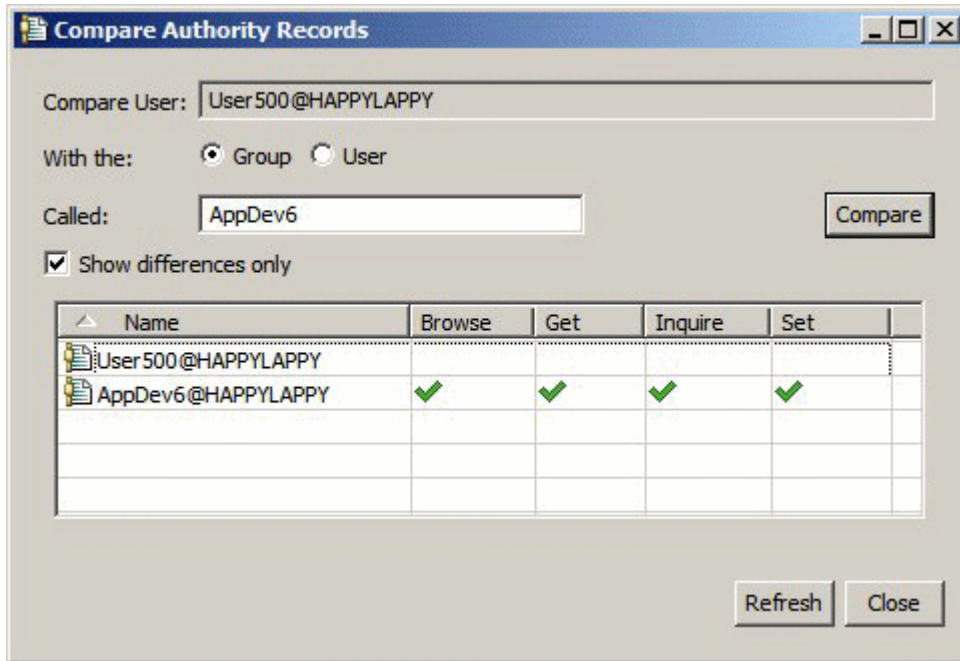 Compare Authority Records
Compare User: User500@HAPPYLAPPY
With the: Group User
Called: AppDev6 Compare
Show differences only
Name Browse Get Inquire Set
User500@HAPPYLAPPY
AppDev6@HAPPYLAPPY
Refresh Close